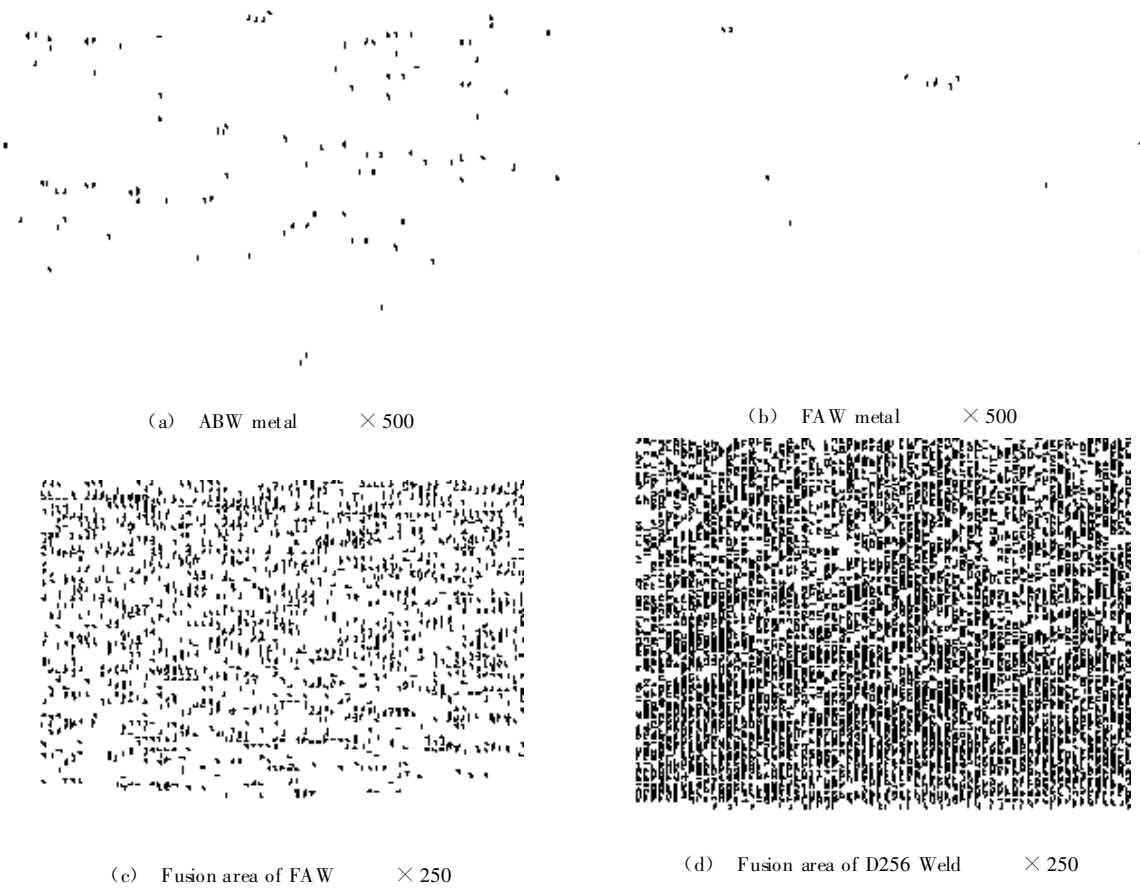 (a) ABW metal × 500
(b) FAW metal × 500
(c) Fusion area of FAW × 250
(d) Fusion area of D256 Weld × 250